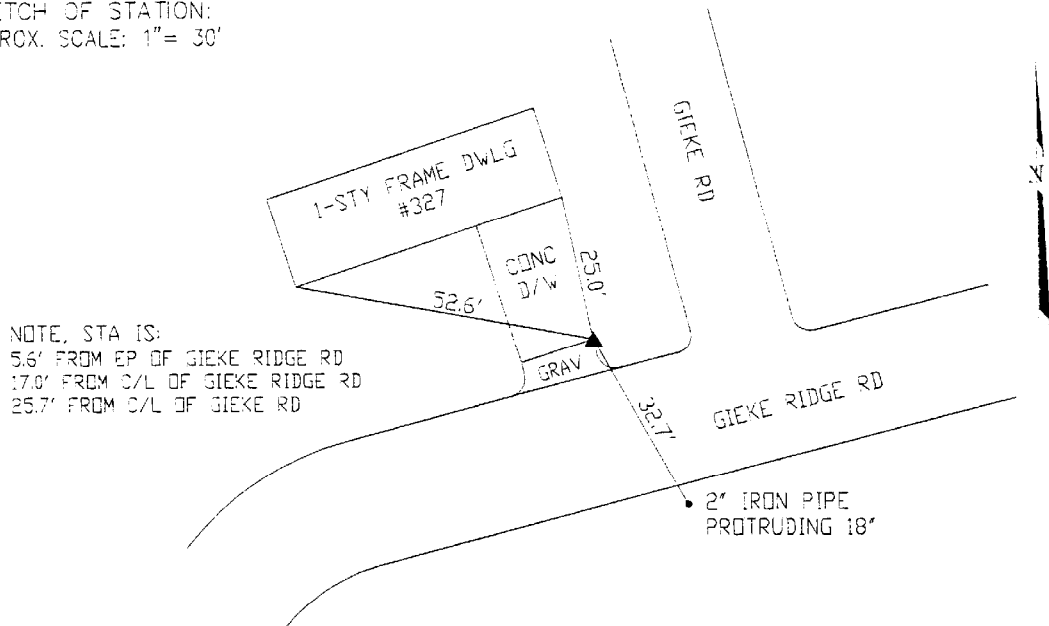 OF STATION:
SCALE: 1"= 30'
GIEKE RD
1-STY FRAME DWLG
#327
CONC
D/W
25.0'
52.6'
NOTE, STA IS:
5.6' FROM EP OF GIEKE RIDGE RD
17.0' FROM C/L OF GIEKE RIDGE RD
25.7' FROM C/L OF GIEKE RD
GRAV
32.7'
GIEKE RIDGE RD
2" IRON PIPE
PROTRUDING 18"
N